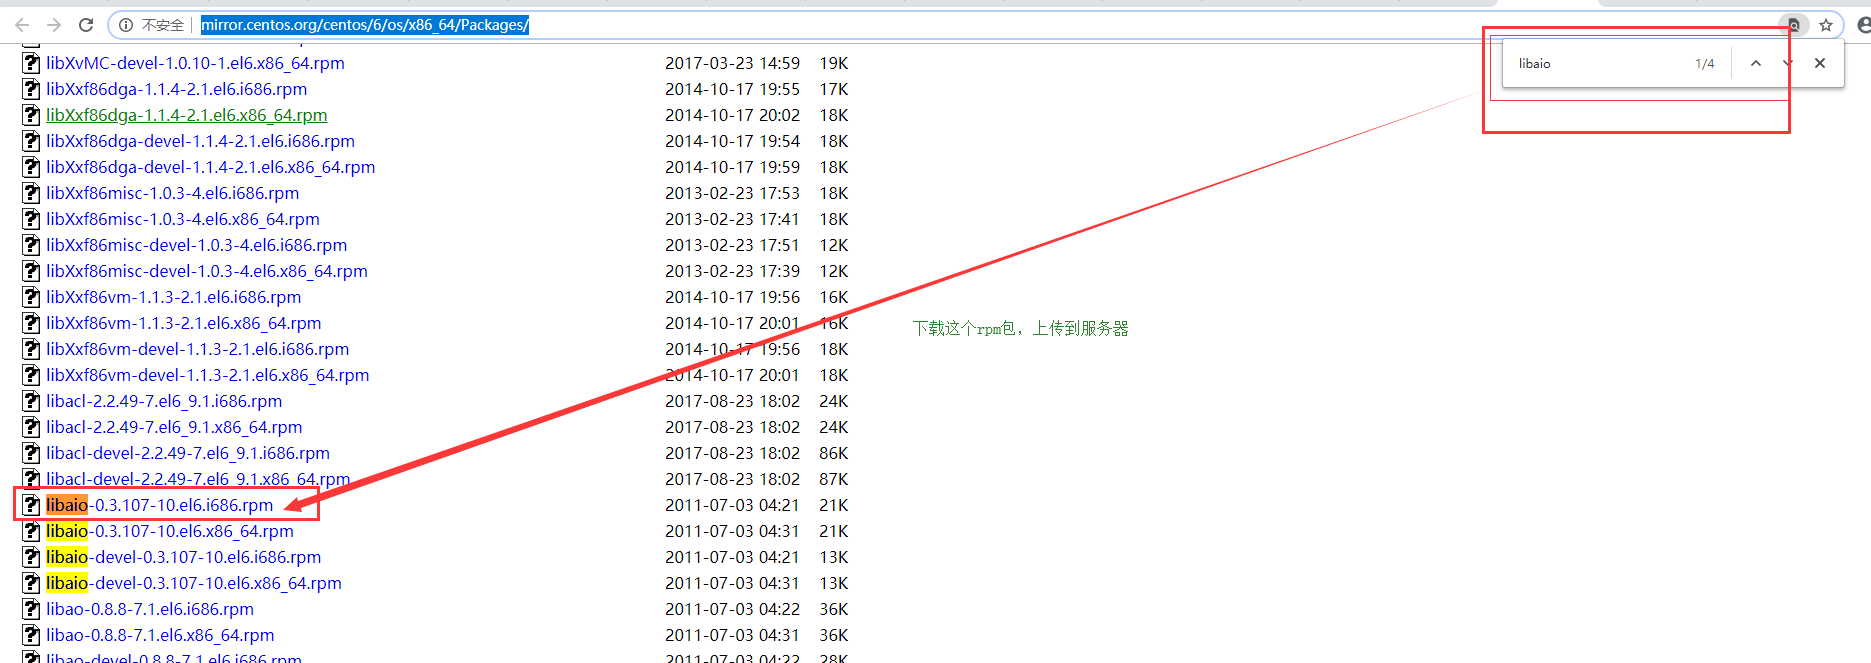 不安全 mirror.centos.org/centos/6/os/x86_64/Packages/
libaio 1/4
libXvMC-devel-1.0.10-1.el6.x86_64.rpm 2017-03-23 14:59 19K
libXxf86dga-1.1.4-2.1.el6.i686.rpm 2014-10-17 19:55 17K
libXxf86dga-1.1.4-2.1.el6.x86_64.rpm 2014-10-17 20:02 18K
libXxf86dga-devel-1.1.4-2.1.el6.i686.rpm 2014-10-17 19:54 18K
libXxf86dga-devel-1.1.4-2.1.el6.x86_64.rpm 2014-10-17 19:59 18K
libXxf86misc-1.0.3-4.el6.i686.rpm 2013-02-23 17:53 18K
libXxf86misc-1.0.3-4.el6.x86_64.rpm 2013-02-23 17:41 18K
libXxf86misc-devel-1.0.3-4.el6.i686.rpm 2013-02-23 17:51 12K
libXxf86misc-devel-1.0.3-4.el6.x86_64.rpm 2013-02-23 17:39 12K
libXxf86vm-1.1.3-2.1.el6.i686.rpm 2014-10-17 19:56 16K
libXxf86vm-1.1.3-2.1.el6.x86_64.rpm 2014-10-17 20:01 16K
下载这个rpm包，上传到服务器
libXxf86vm-devel-1.1.3-2.1.el6.i686.rpm 2014-10-17 19:56 18K
libXxf86vm-devel-1.1.3-2.1.el6.x86_64.rpm 2014-10-17 20:01 18K
libacl-2.2.49-7.el6_9.1.i686.rpm 2017-08-23 18:02 24K
libacl-2.2.49-7.el6_9.1.x86_64.rpm 2017-08-23 18:02 24K
libacl-devel-2.2.49-7.el6_9.1.i686.rpm 2017-08-23 18:02 86K
libacl-devel-2.2.49-7.el6_9.1.x86_64.rpm 2017-08-23 18:02 87K
libaio-0.3.107-10.el6.i686.rpm 2011-07-03 04:21 21K
libaio-0.3.107-10.el6.x86_64.rpm 2011-07-03 04:31 21K
libaio-devel-0.3.107-10.el6.i686.rpm 2011-07-03 04:21 13K
libaio-devel-0.3.107-10.el6.x86_64.rpm 2011-07-03 04:31 13K
libao-0.8.8-7.1.el6.i686.rpm 2011-07-03 04:22 36K
libao-0.8.8-7.1.el6.x86_64.rpm 2011-07-03 04:31 36K
libao-devel-0.8.8-7.1.el6.i686.rpm 2011-07-03 04:22 28K